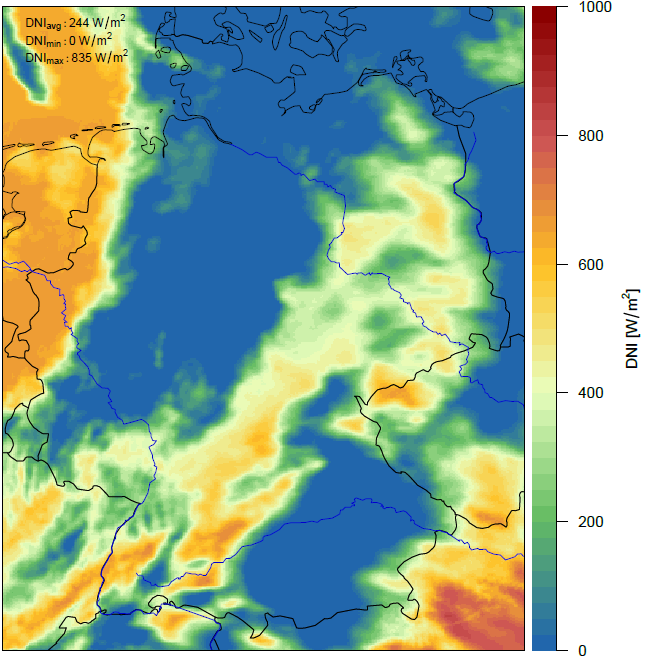 DNIavg : 244 W/m²
DNImin : 0 W/m²
DNImax : 835 W/m²
1000
800
600
400
200
0
DNI [W/m²]